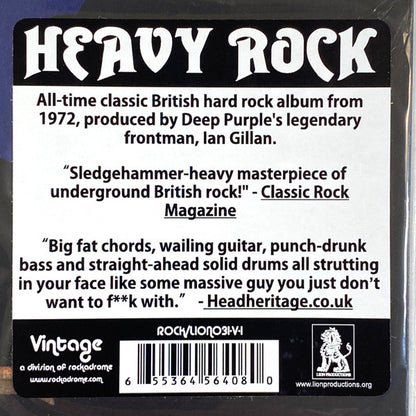 HEAVY ROCK
All-time classic British hard rock album from
1972, produced by Deep Purple's legendary
frontman, Ian Gillan.
“Sledgehammer-heavy masterpiece of
underground British rock!" - Classic Rock
Magazine
“Big fat chords, wailing guitar, punch-drunk
bass and straight-ahead solid drums all strutting
in your face like some massive guy you just don’t
want to f**k with.” - Headheritage.co.uk
Vintage
a division of rockadrome
www.rockadrome.com
ROCK/LION031-V-1
6 55364 56408 0
LION PRODUCTIONS
www.lionproductions.org